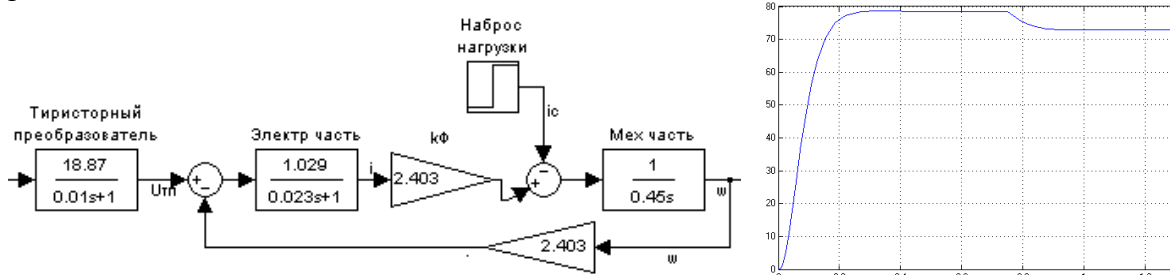 Наброс
нагрузки
Тиристорный
преобразователь
Электр часть
kФ
ic
Мех часть
18.87
0.01s+1
Uтп
1.029
0.023s+1
i
2.403
1
0.45s
w
2.403
w
80
70
60
50
40
30
20
10
0